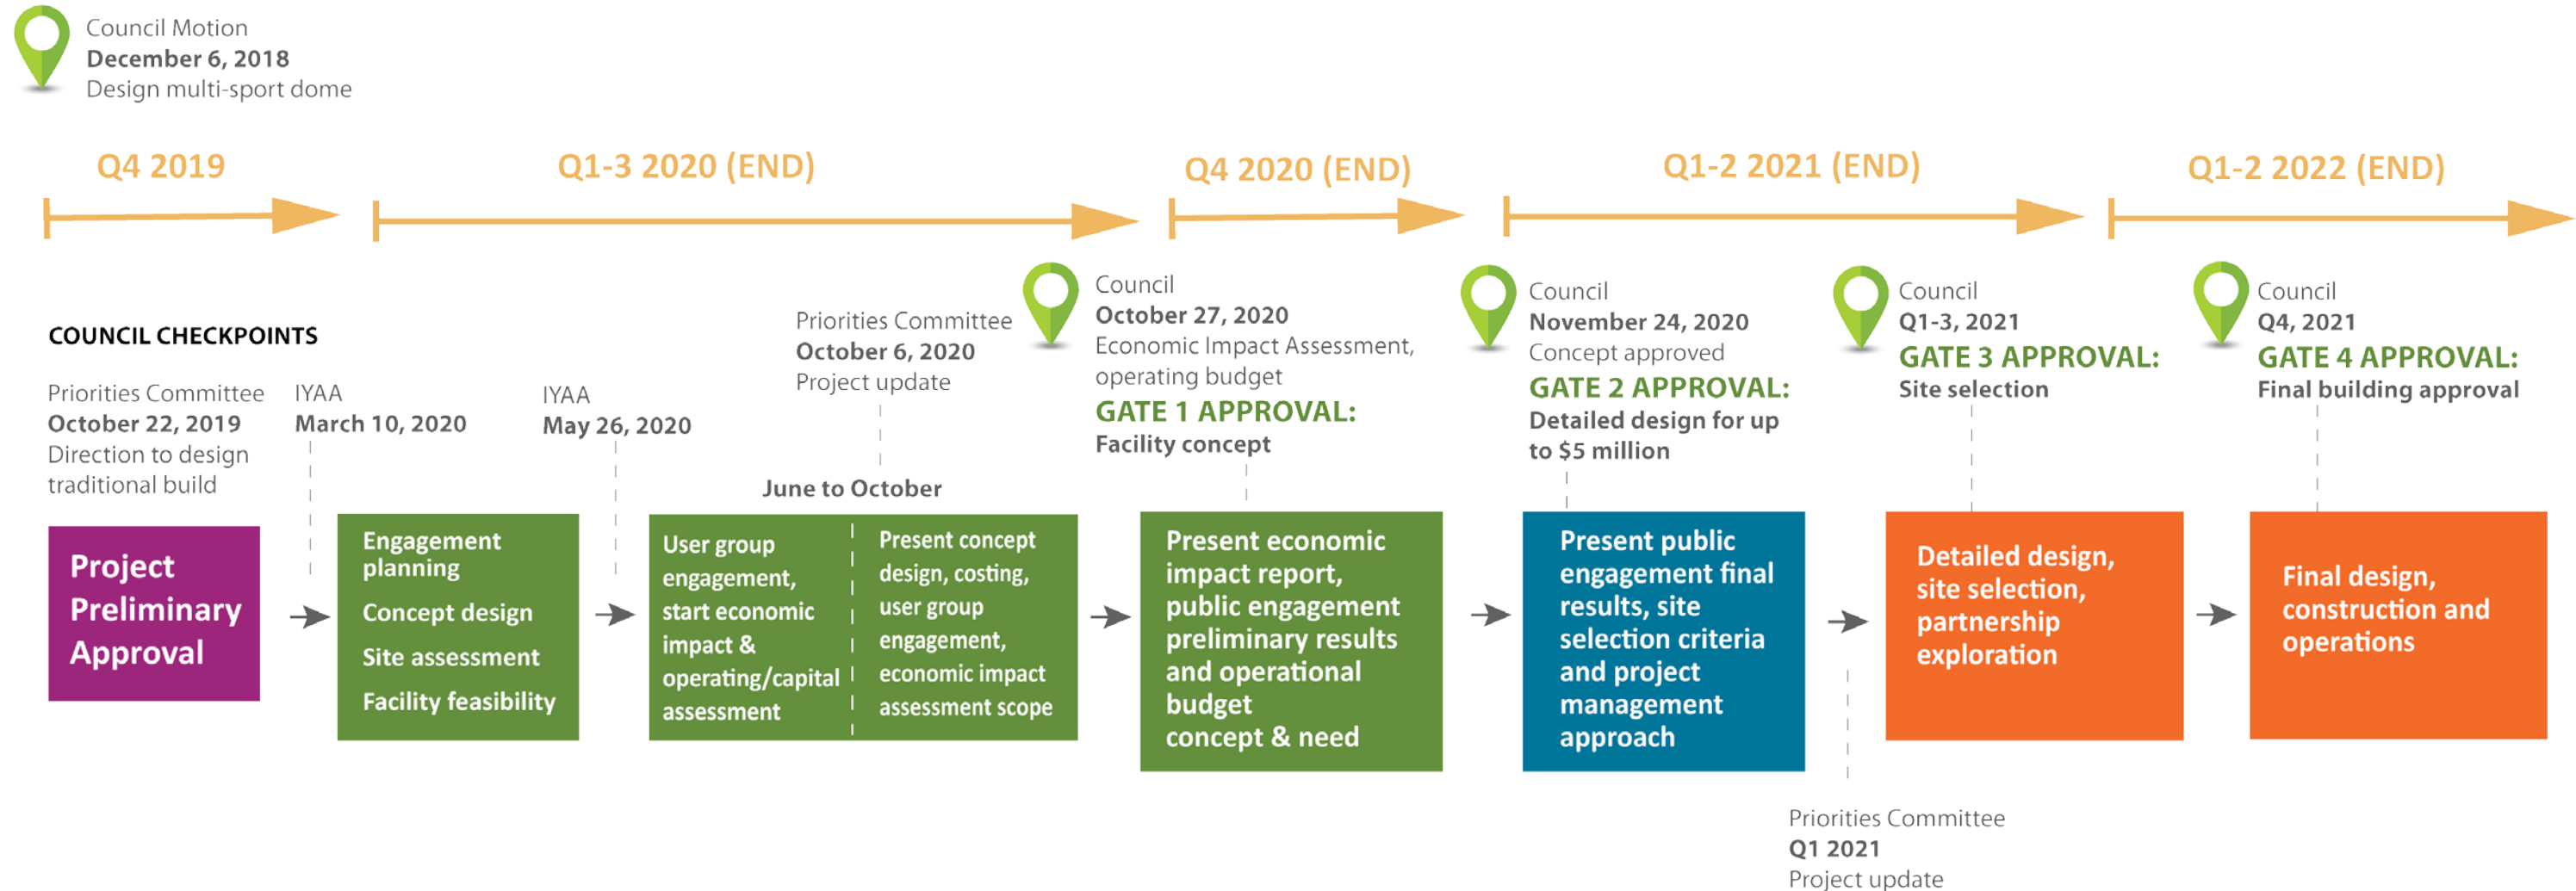 Council Motion
December 6, 2018
Design multi-sport dome
Q4 2019
Q1-3 2020 (END)
Q4 2020 (END)
Q1-2 2021 (END)
Q1-2 2022 (END)
COUNCIL CHECKPOINTS
Priorities Committee
October 22, 2019
Direction to design
traditional build
IYAA
March 10, 2020
IYAA
May 26, 2020
Priorities Committee
October 6, 2020
Project update
June to October
Council
October 27, 2020
Economic Impact Assessment,
operating budget
GATE 1 APPROVAL:
Facility concept
Council
November 24, 2020
Concept approved
GATE 2 APPROVAL:
Detailed design for up
to $5 million
Council
Q1-3, 2021
GATE 3 APPROVAL:
Site selection
Council
Q4, 2021
GATE 4 APPROVAL:
Final building approval
Project
Preliminary
Approval
Engagement
planning
Concept design
Site assessment
Facility feasibility
User group
engagement,
start economic
impact &
operating/capital
assessment
Present concept
design, costing,
user group
engagement,
economic impact
assessment scope
Present economic
impact report,
public engagement
preliminary results
and operational
budget
concept & need
Present public
engagement final
results, site
selection criteria
and project
management
approach
Detailed design,
site selection,
partnership
exploration
Final design,
construction and
operations
Priorities Committee
Q1 2021
Project update